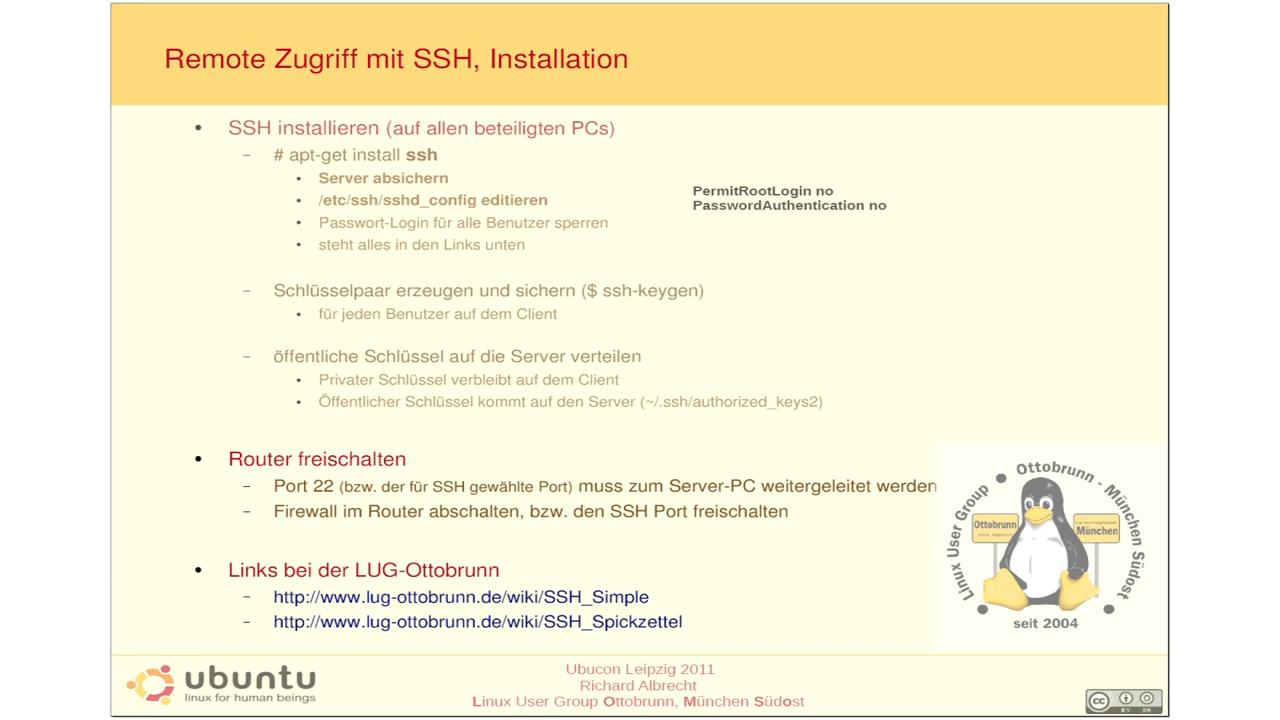 Remote Zugriff mit SSH, Installation
• SSH installieren (auf allen beteiligten PCs)
– # apt-get install ssh
• Server absichern
• /etc/ssh/sshd_config editieren
PermitRootLogin no
PasswordAuthentication no
• Passwort-Login für alle Benutzer sperren
• steht alles in den Links unten
– Schlüsselpaar erzeugen und sichern ($ ssh-keygen)
• für jeden Benutzer auf dem Client
– öffentliche Schlüssel auf die Server verteilen
• Privater Schlüssel verbleibt auf dem Client
• Öffentlicher Schlüssel kommt auf den Server (~/.ssh/authorized_keys2)
• Router freischalten
– Port 22 (bzw. der für SSH gewählte Port) muss zum Server-PC weitergeleitet werden
– Firewall im Router abschalten, bzw. den SSH Port freischalten
• Links bei der LUG-Ottobrunn
– http://www.lug-ottobrunn.de/wiki/SSH_Simple
– http://www.lug-ottobrunn.de/wiki/SSH_Spickzettel
Linux User Group • Ottobrunn - München Südost •
Ottobrunn
München
seit 2004
ubuntu
linux for human beings
Ubucon Leipzig 2011
Richard Albrecht
Linux User Group Ottobrunn, München Südost
cc
BY SA